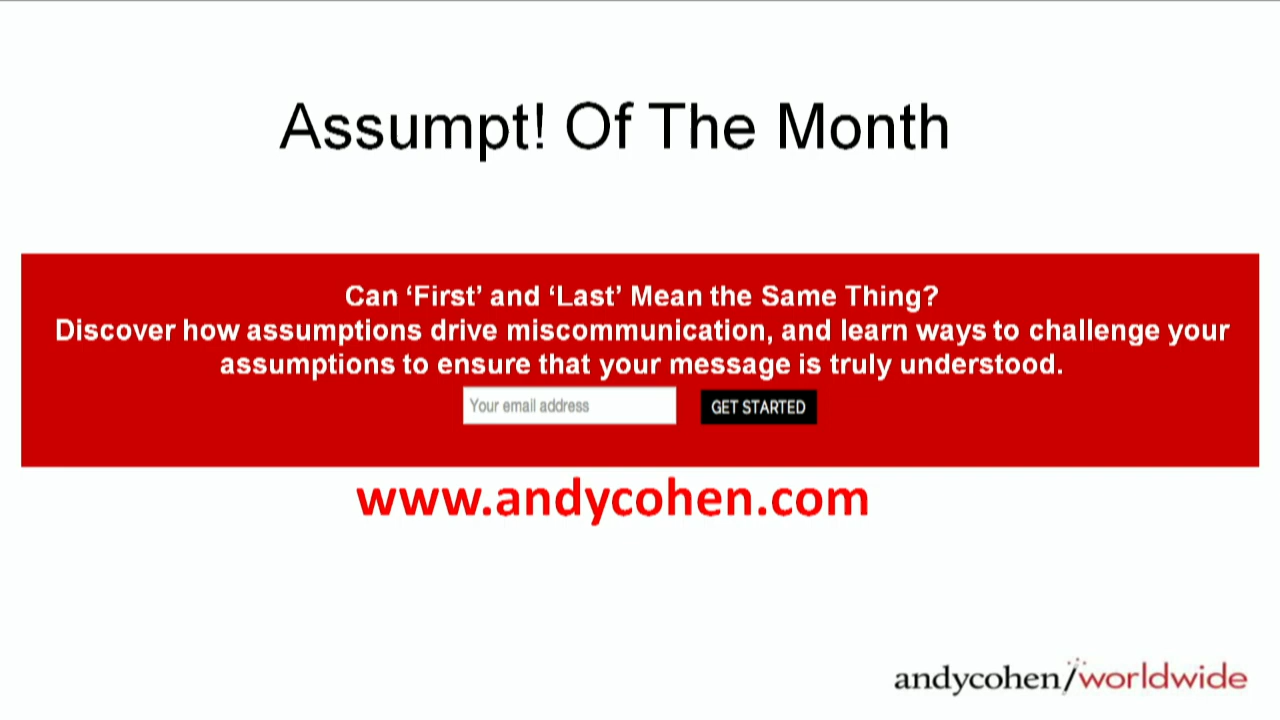 Assumpt! Of The Month
Can ‘First’ and ‘Last’ Mean the Same Thing?
Discover how assumptions drive miscommunication, and learn ways to challenge your
assumptions to ensure that your message is truly understood.
Your email address GET STARTED
www.andycohen.com
andycohen/worldwide